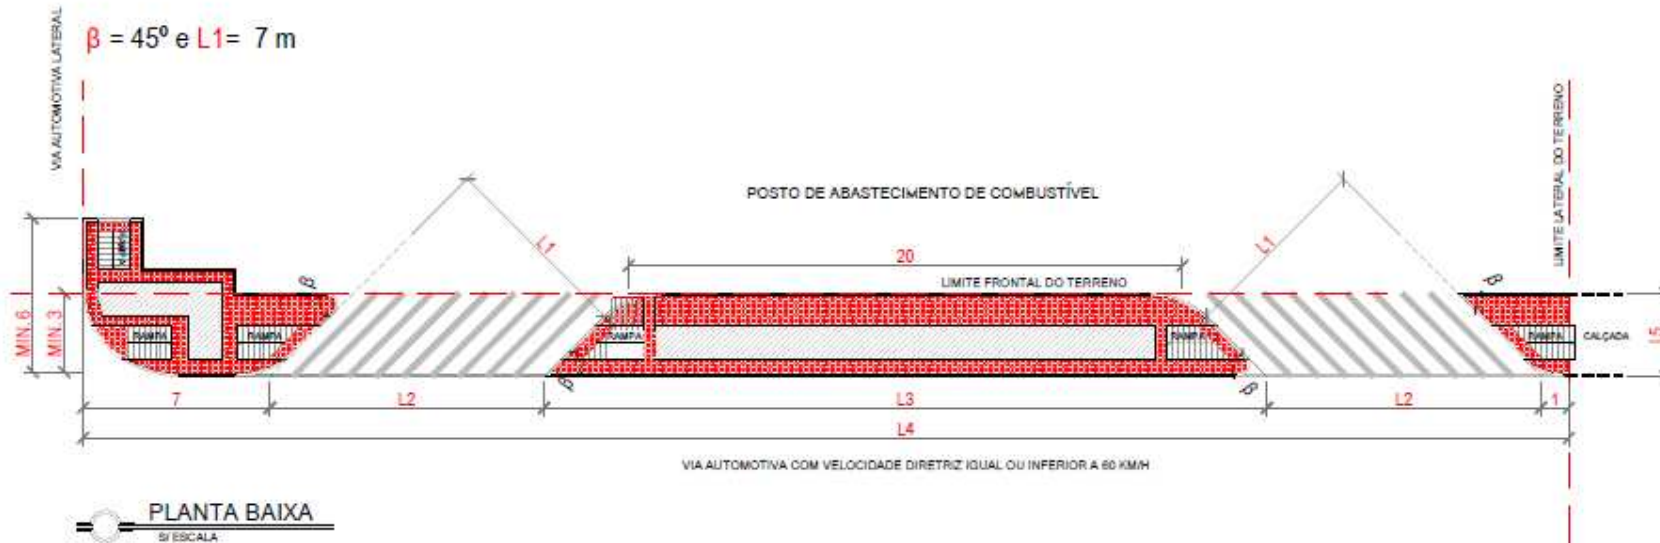 β = 45º e L1= 7 m
VIA AUTOMOTIVA LATERAL
LIMITE LATERAL DO TERRENO
POSTO DE ABASTECIMENTO DE COMBUSTÍVEL
L1
L1
20
LIMITE FRONTAL DO TERRENO
β
β
RAMPA
MIN.6
MIN.3
RAMPA
RAMPA
RAMPA
RAMPA
RAMPA
CALÇADA
β
β
7
L2
L3
L2
1
L4
VIA AUTOMOTIVA COM VELOCIDADE DIRETRIZ IGUAL OU INFERIOR A 60 KM/H
PLANTA BAIXA
S/ ESCALA